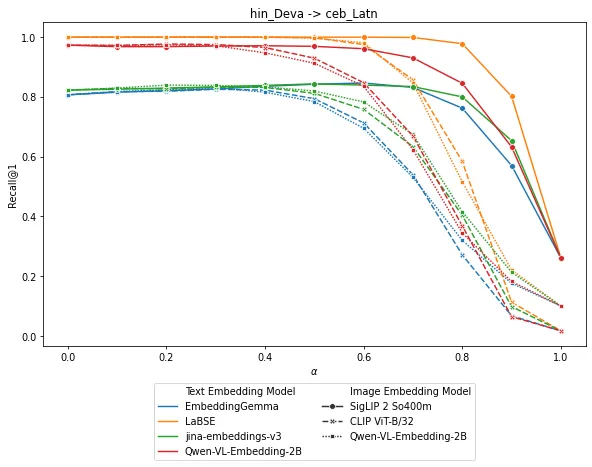 hin_Deva -> ceb_Latn
1.0
0.8
0.6
0.4
0.2
0.0
Recall@1
0.0 0.2 0.4 0.6 0.8 1.0
α
Text Embedding Model Image Embedding Model
EmbeddingGemma SigLIP 2 So400m
LaBSE CLIP ViT-B/32
jina-embeddings-v3 Qwen-VL-Embedding-2B
Qwen-VL-Embedding-2B